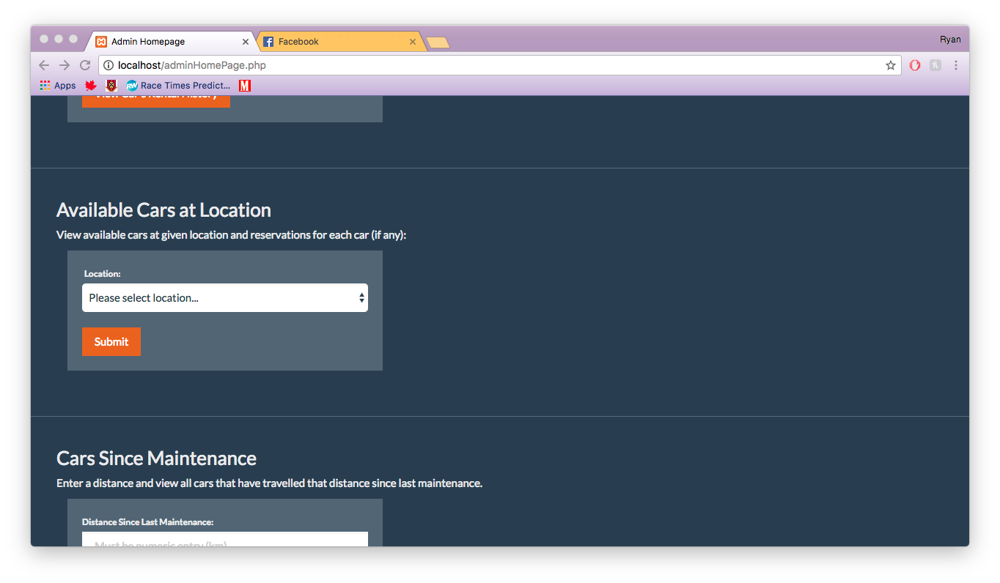 Admin Homepage
Facebook
Ryan
localhost/adminHomePage.php
Apps
RW
Race Times Predict...
M
View Car's Rental History
Available Cars at Location
View available cars at given location and reservations for each car (if any):
Location:
Please select location...
Submit
Cars Since Maintenance
Enter a distance and view all cars that have travelled that distance since last maintenance.
Distance Since Last Maintenance:
Must be numeric entry (km)